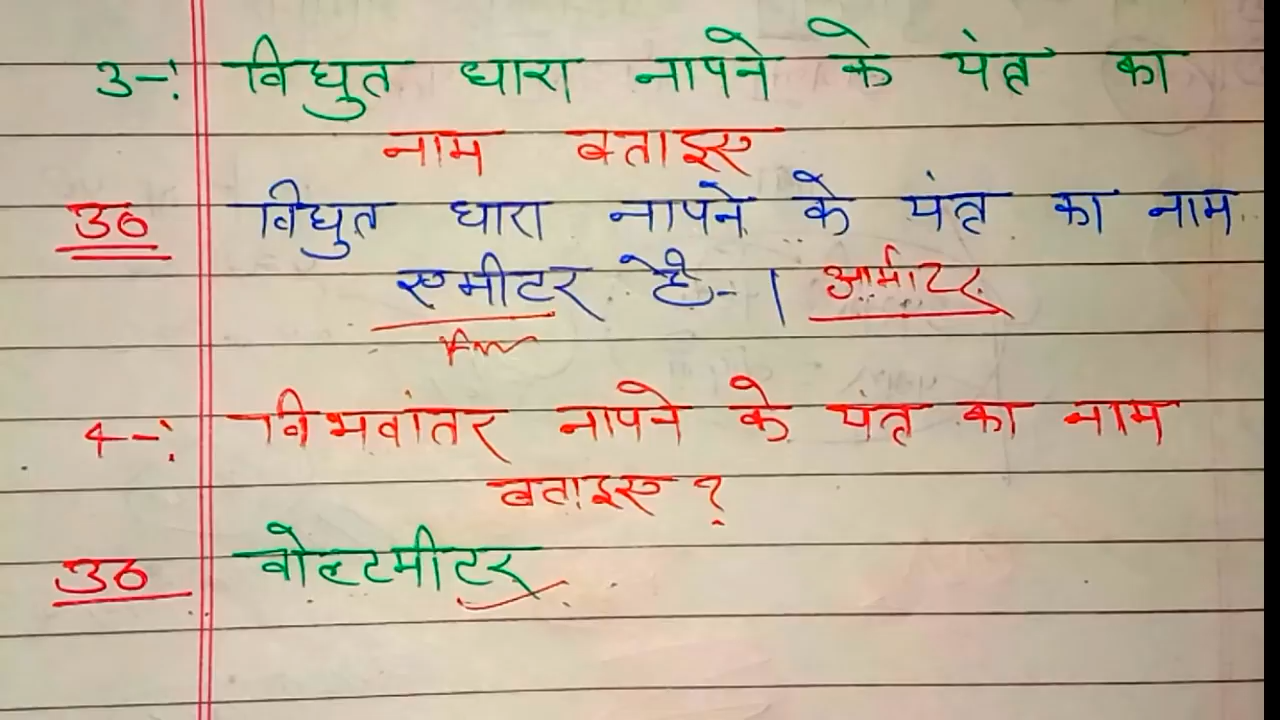 3-: विधुत धारा नापने के यंत्र का
नाम बताइए
उ० विधुत धारा नापने के यंत्र का नाम
एमीटर है-। आमीटर
4-: विभवांतर नापने के यंत्र का नाम
बताइए ?
उ० वोल्टमीटर